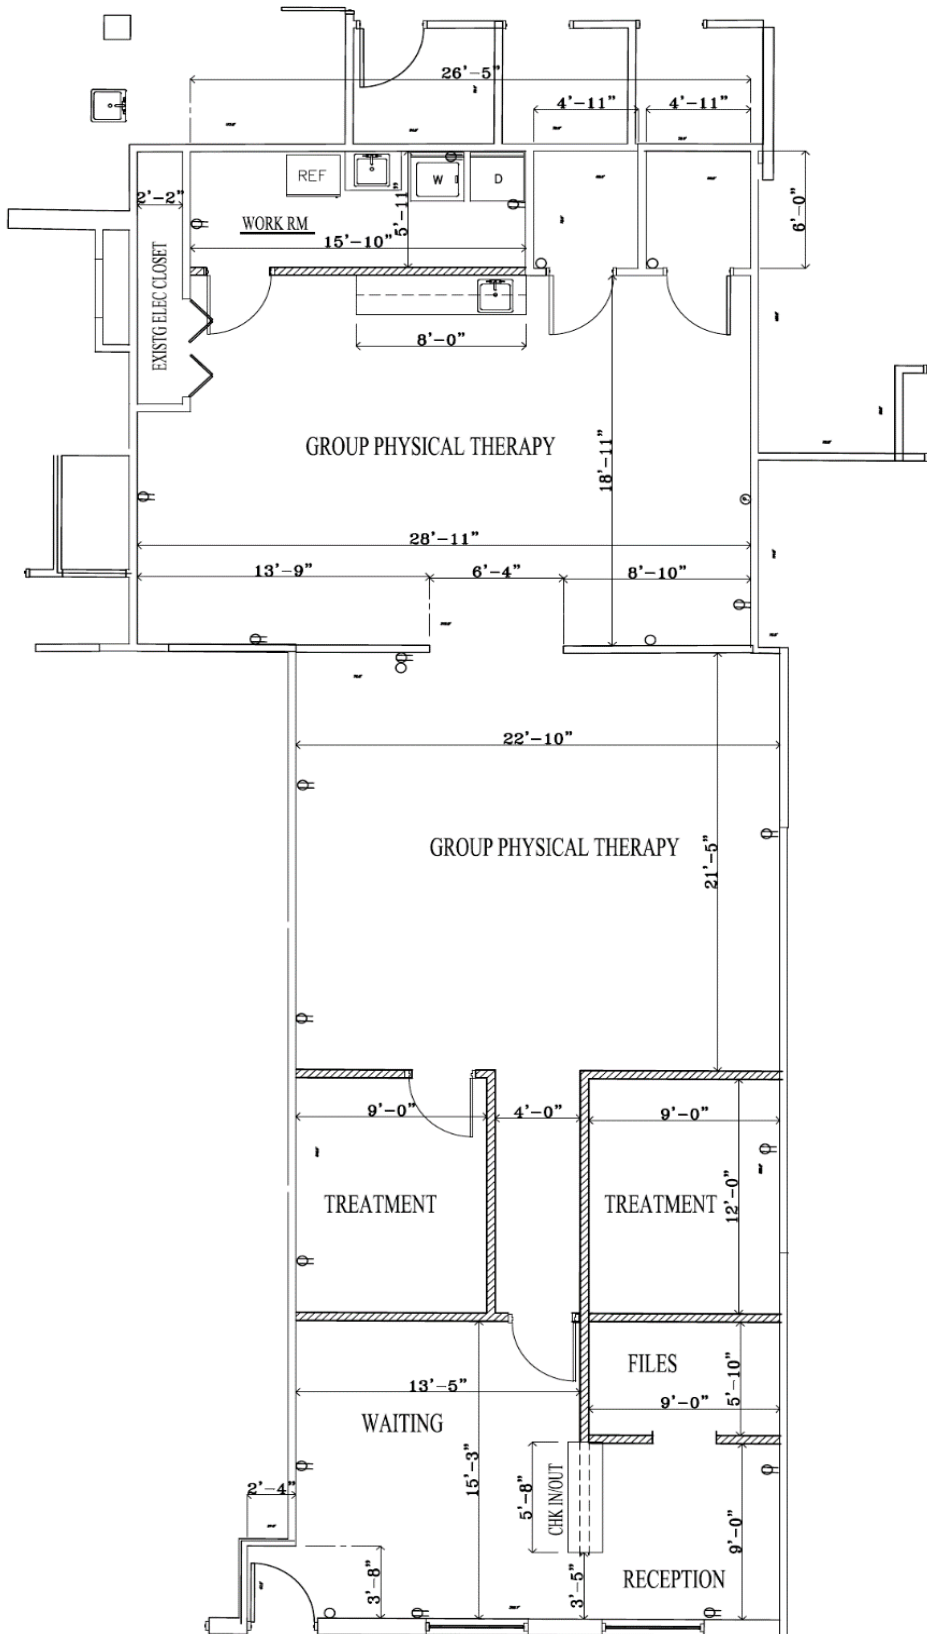 26'-5"
4'-11"
4'-11"
REF
W
D
2'-2"
WORK RM
5'-11"
6'-0"
15'-10"
EXISTG ELEC CLOSET
8'-0"
GROUP PHYSICAL THERAPY
18'-11"
28'-11"
13'-9"
6'-4"
8'-10"
22'-10"
GROUP PHYSICAL THERAPY
21'-5"
9'-0"
4'-0"
9'-0"
TREATMENT
TREATMENT
12'-0"
FILES
5'-10"
13'-5"
9'-0"
WAITING
15'-3"
2'-4"
5'-8"
CHK IN/OUT
9'-0"
3'-8"
3'-5"
RECEPTION